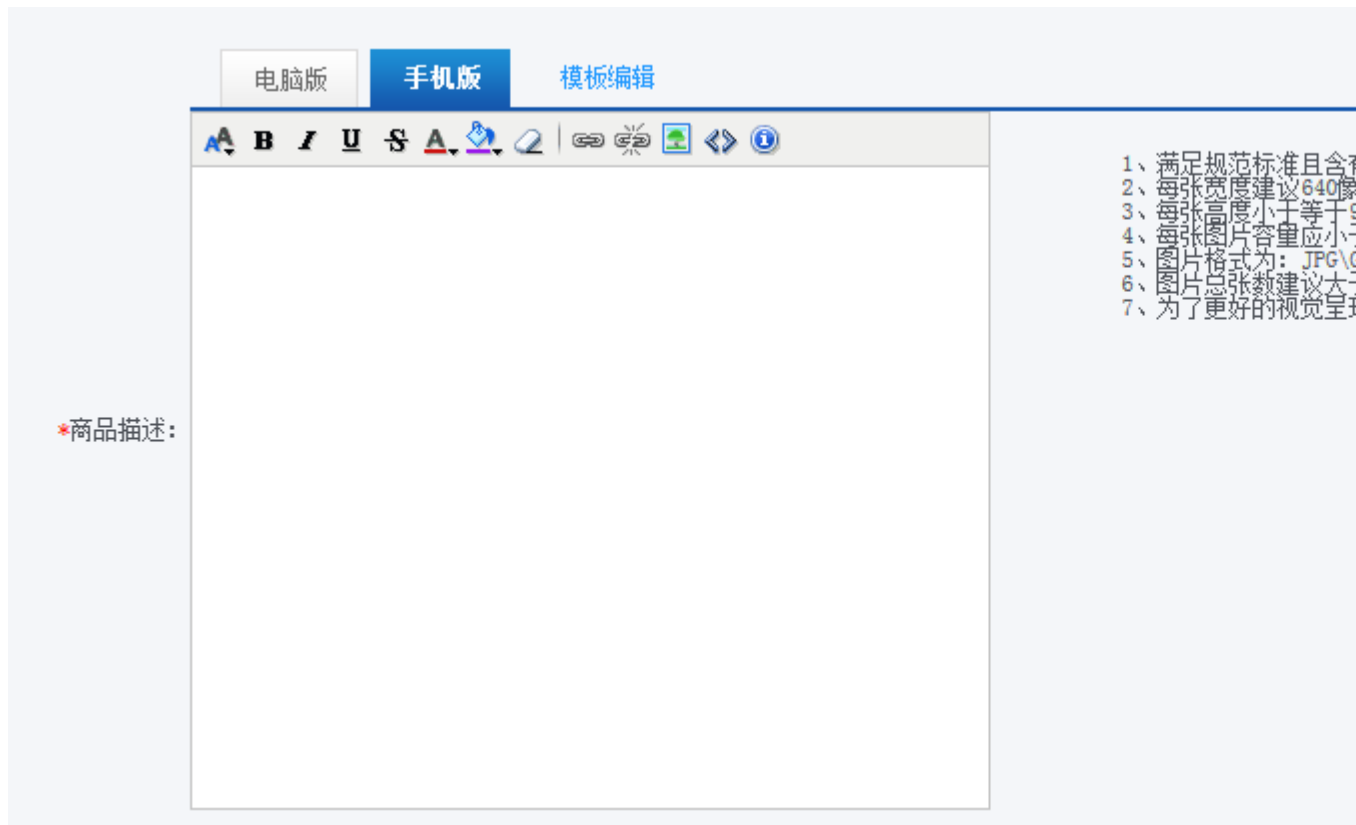 电脑版 手机版 模板编辑
1、满足规范标准且含
2、每张宽度建议640像
3、每张高度小于等于9
4、每张图片容量应小于
5、图片格式为: JPG\G
6、图片总张数建议大于
7、为了更好的视觉呈现
*商品描述: